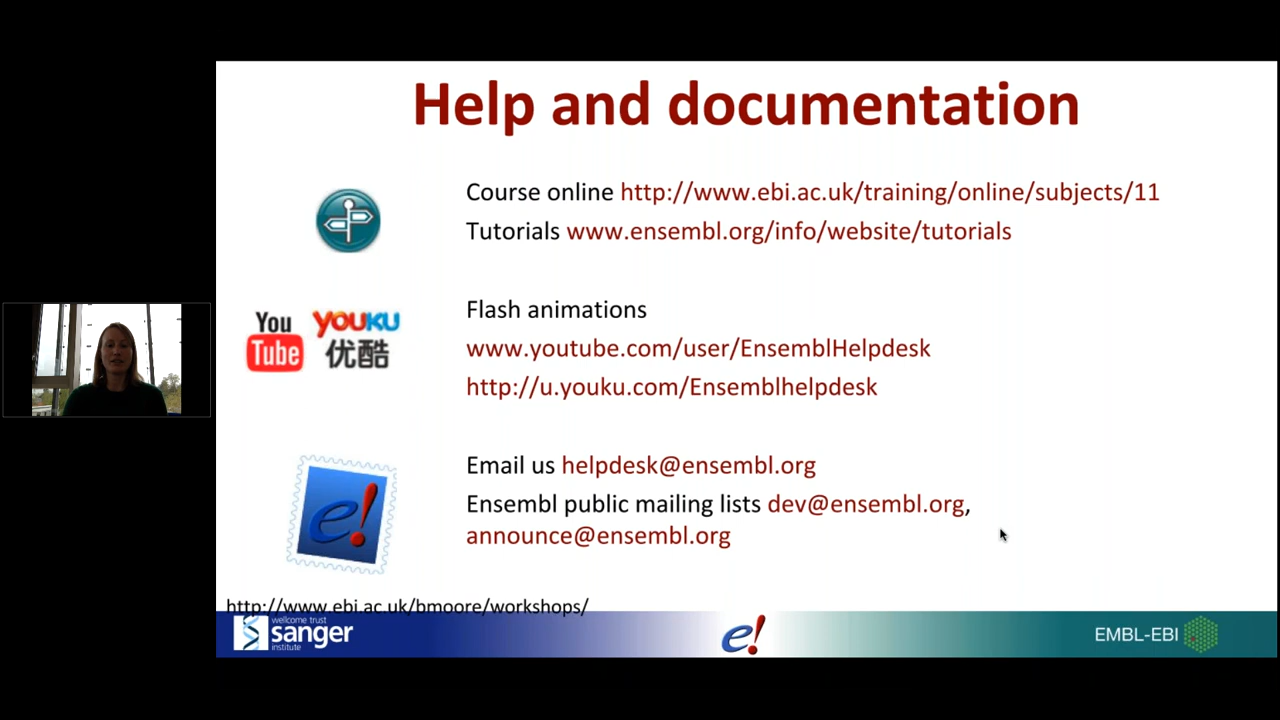 Help and documentation
Course online http://www.ebi.ac.uk/training/online/subjects/11
Tutorials www.ensembl.org/info/website/tutorials
You
Tube
YOUKU
优酷
Flash animations
www.youtube.com/user/EnsemblHelpdesk
http://u.youku.com/Ensemblhelpdesk
e!
Email us helpdesk@ensembl.org
Ensembl public mailing lists dev@ensembl.org,
announce@ensembl.org
http://www.ebi.ac.uk/bmoore/workshops/
wellcome trust
sanger
institute
e!
EMBL-EBI